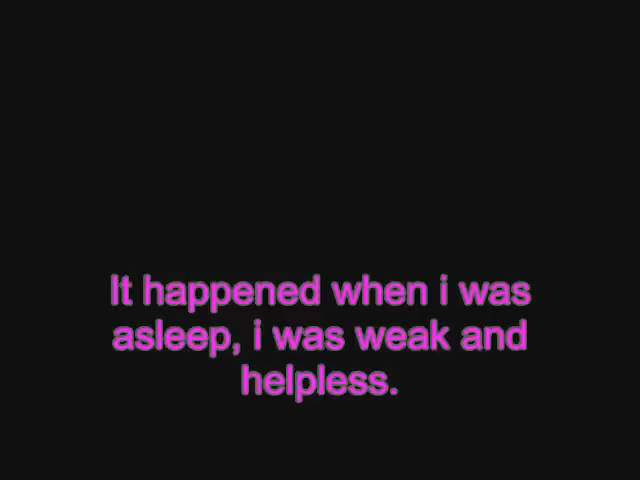 It happened when i was
asleep, i was weak and
helpless.